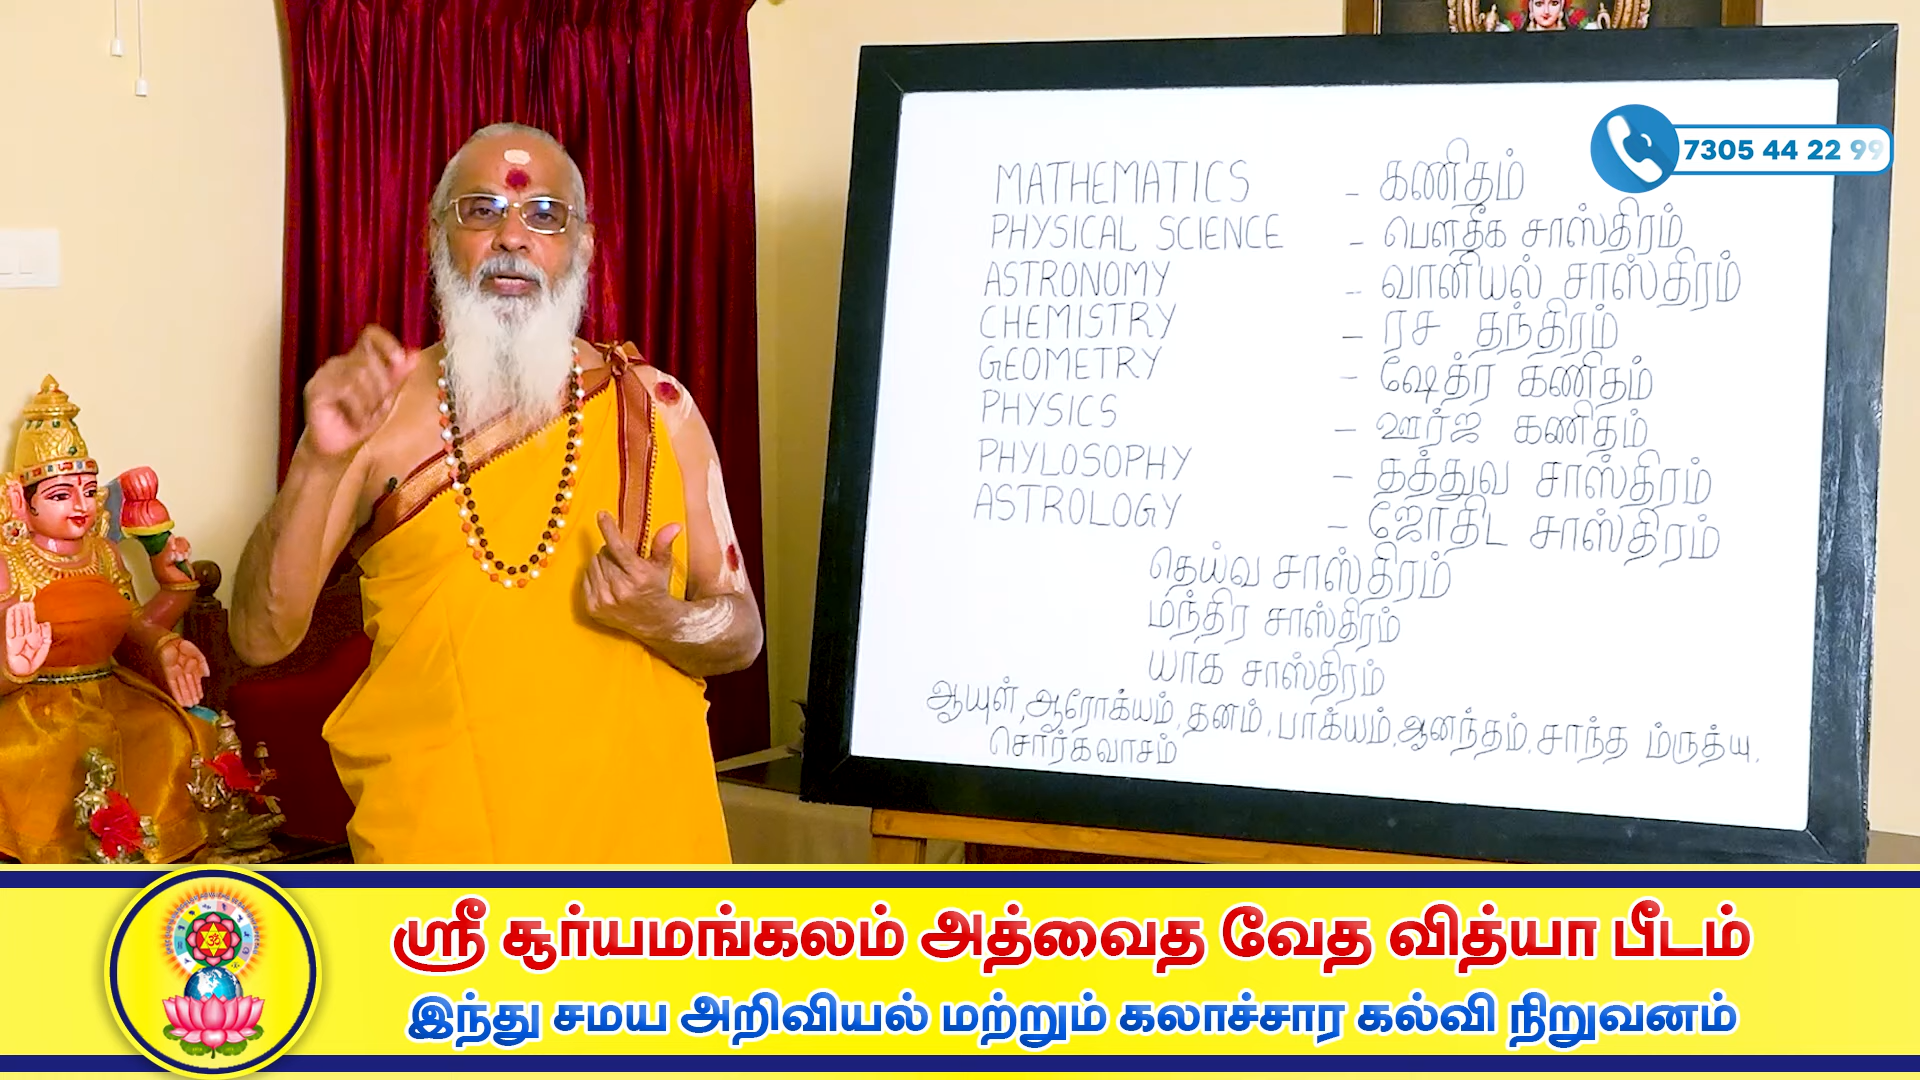 7305 44 22 99
MATHEMATICS - கணிதம்
PHYSICAL SCIENCE - பௌதீக சாஸ்திரம்
ASTRONOMY - வானியல் சாஸ்திரம்
CHEMISTRY - ரச தந்திரம்
GEOMETRY - ஷேத்ர கணிதம்
PHYSICS - ஊர்ஜ கணிதம்
PHYLOSOPHY - தத்துவ சாஸ்திரம்
ASTROLOGY - ஜோதிட சாஸ்திரம்
தெய்வ சாஸ்திரம்
மந்திர சாஸ்திரம்
யாக சாஸ்திரம்
ஆயுள், ஆரோக்யம், தனம், பாக்யம், ஆனந்தம், சாந்த ம்ருத்யு,
சொர்கவாசம்
ஸ்ரீ சூர்யமங்கலம் அத்வைத வேத வித்யா பீடம்
இந்து சமய அறிவியல் மற்றும் கலாச்சார கல்வி நிறுவனம்